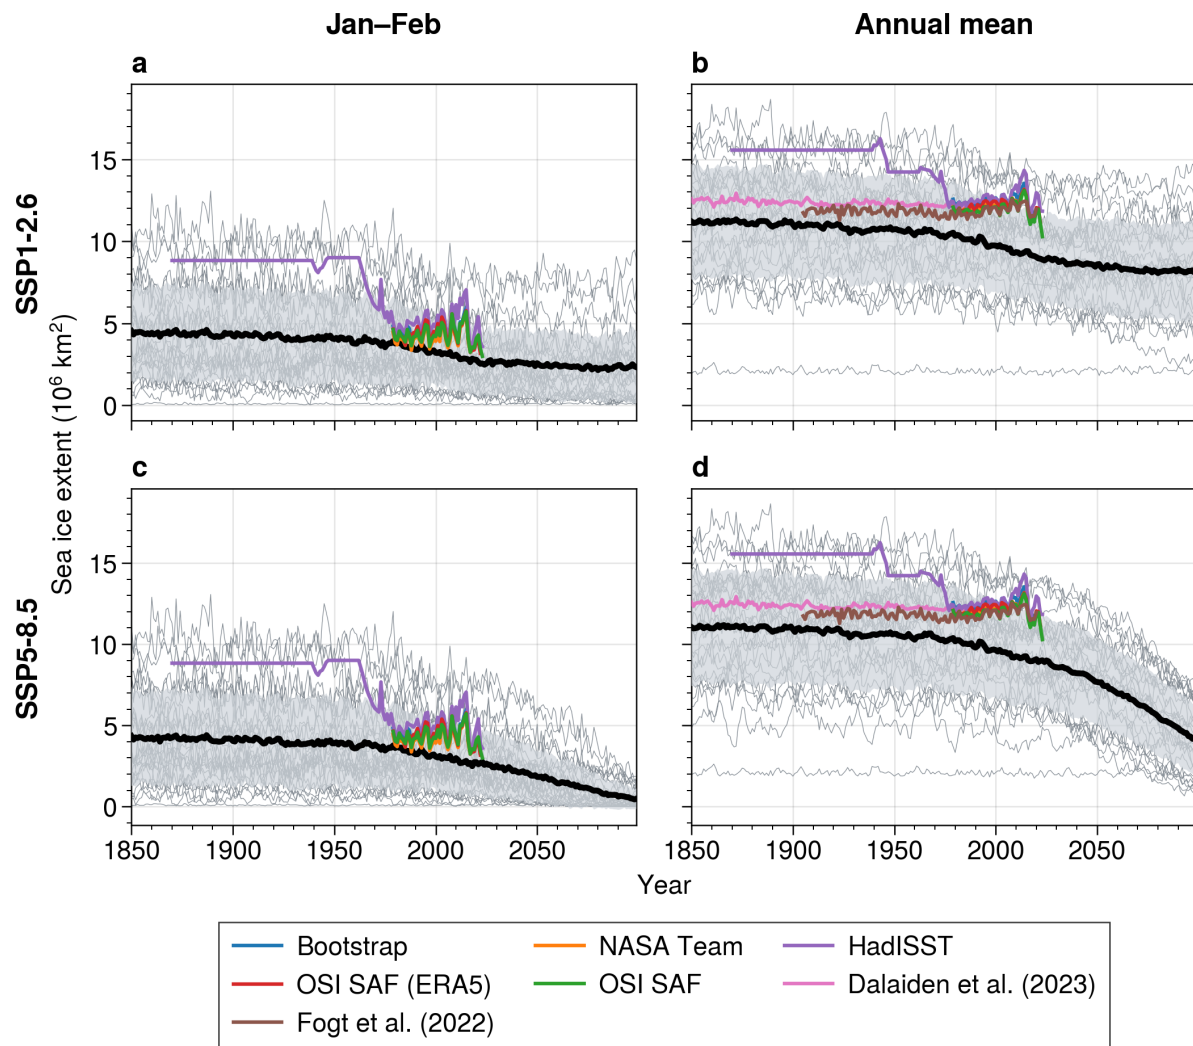 Jan–Feb
Annual mean
a
b
SSP1-2.6
15
10
5
0
Sea ice extent (10⁶ km²)
c
d
SSP5-8.5
15
10
5
0
1850 1900 1950 2000 2050
1850 1900 1950 2000 2050
Year
Bootstrap NASA Team HadISST
OSI SAF (ERA5) OSI SAF Dalaiden et al. (2023)
Fogt et al. (2022)